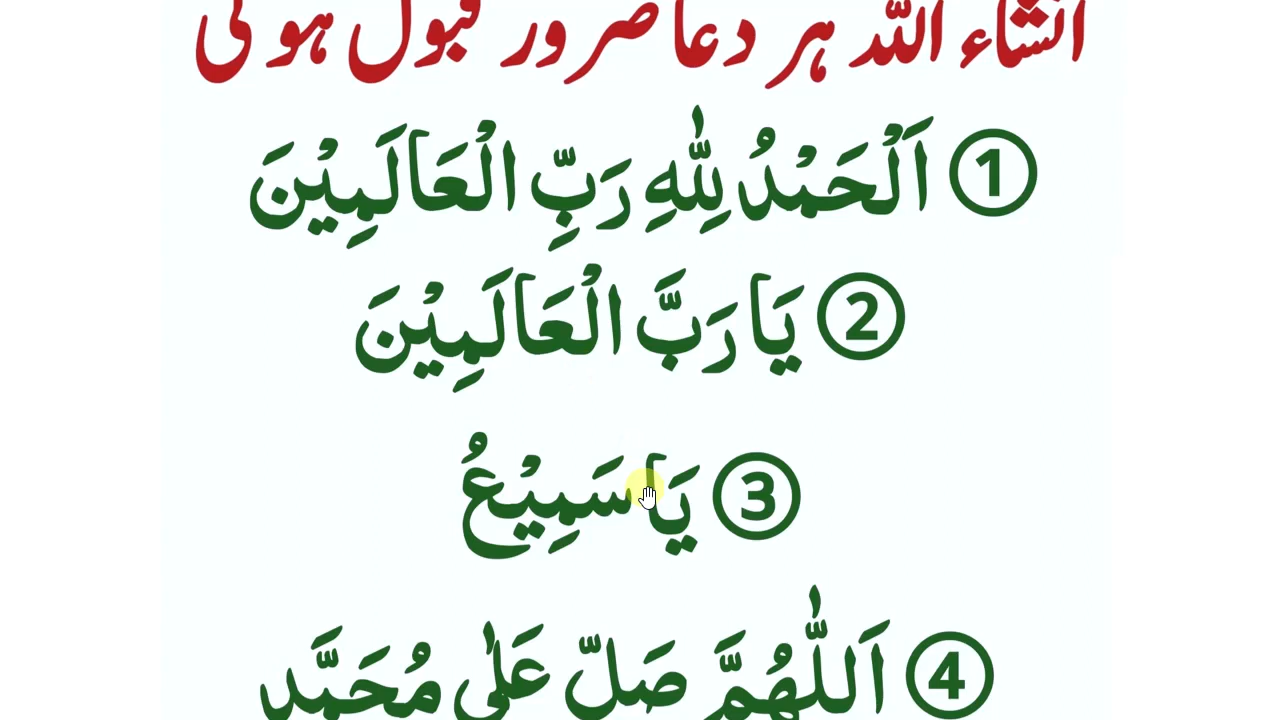 انشاء اللہ ہر دعا ضرور قبول ہو گی
① اَلْحَمْدُ لِلّٰهِ رَبِّ الْعَالَمِيْنَ
② يَا رَبَّ الْعَالَمِيْنَ
③ يَا سَمِيْعُ
④ اَللّٰهُمَّ صَلِّ عَلٰى مُحَمَّدٍ